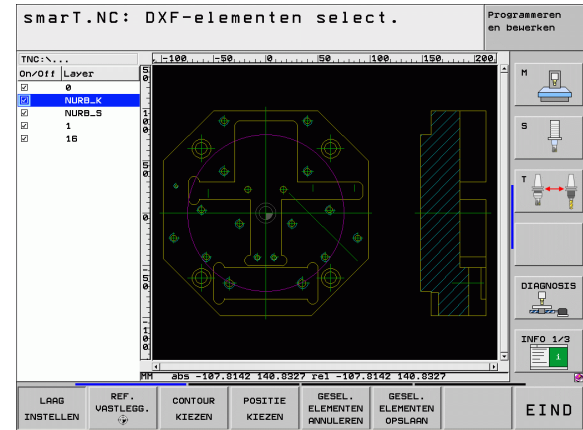 smarT.NC: DXF-elementen select.
Programmeren
en bewerken
TNC:\...
On/Off Layer
0
NURB_K
NURB_S
1
16
-100 -50 0 50 100 150 200
50
100
50
0
-50
-100
MM abs -107.8142 140.8327 rel -107.8142 140.8327
M
S
T
DIAGNOSIS
INFO 1/3
LAAG
INSTELLEN
REF.
VASTLEGG.
CONTOUR
KIEZEN
POSITIE
KIEZEN
GESEL.
ELEMENTEN
ANNULEREN
GESEL.
ELEMENTEN
OPSLAAN
EIND